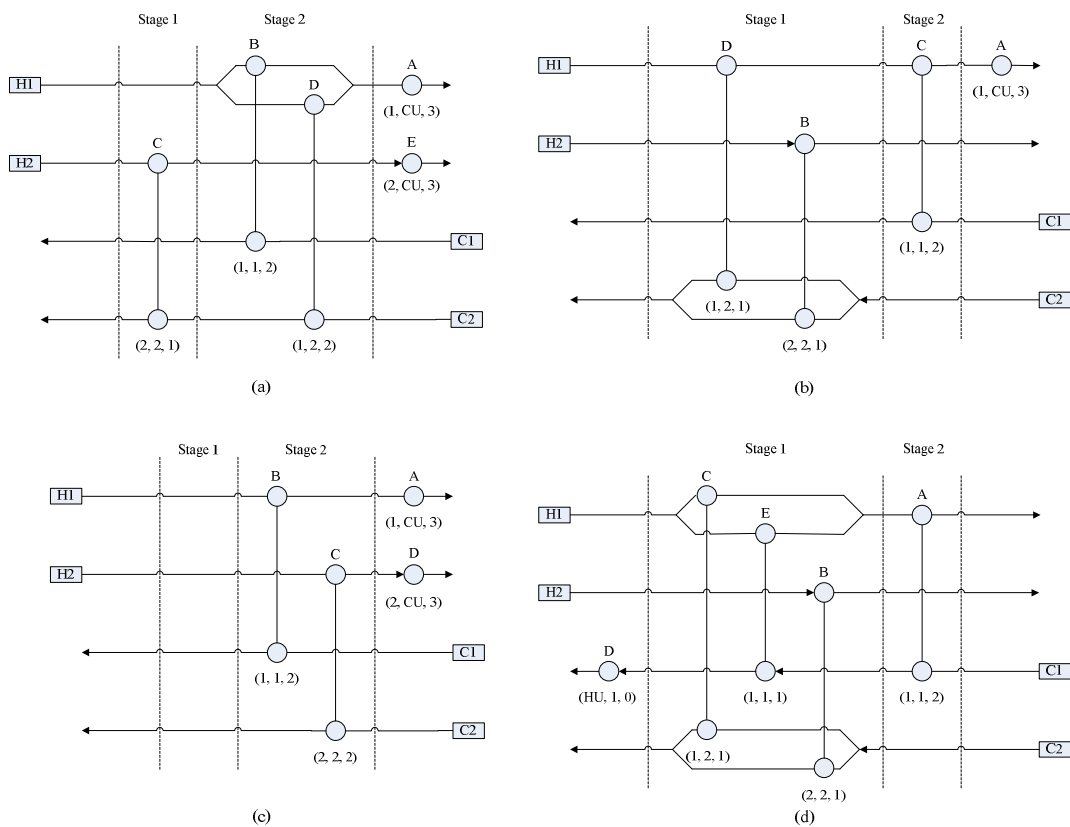 Stage 1
Stage 2
B
H1
A
D
(1, CU, 3)
C
E
H2
(2, CU, 3)
C1
(1, 1, 2)
C2
(2, 2, 1)
(1, 2, 2)
(a)
Stage 1
Stage 2
D
C
A
H1
(1, CU, 3)
B
H2
C1
(1, 1, 2)
C2
(1, 2, 1)
(2, 2, 1)
(b)
Stage 1
Stage 2
B
A
H1
(1, CU, 3)
C
D
H2
(2, CU, 3)
C1
(1, 1, 2)
C2
(2, 2, 2)
(c)
Stage 1
Stage 2
C
A
H1
E
B
H2
D
C1
(HU, 1, 0)
(1, 1, 1)
(1, 1, 2)
C2
(1, 2, 1)
(2, 2, 1)
(d)